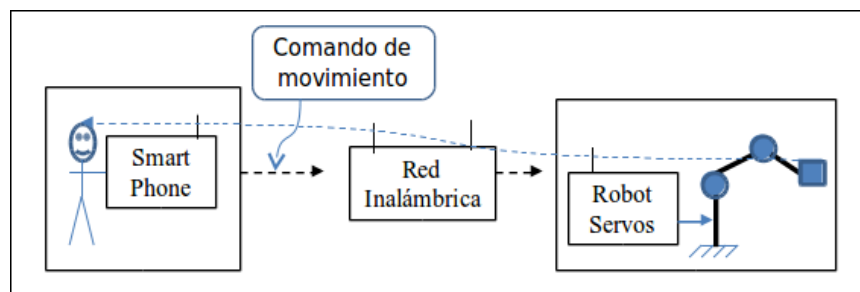 Comando de
movimiento
Smart
Phone
Red
Inalámbrica
Robot
Servos